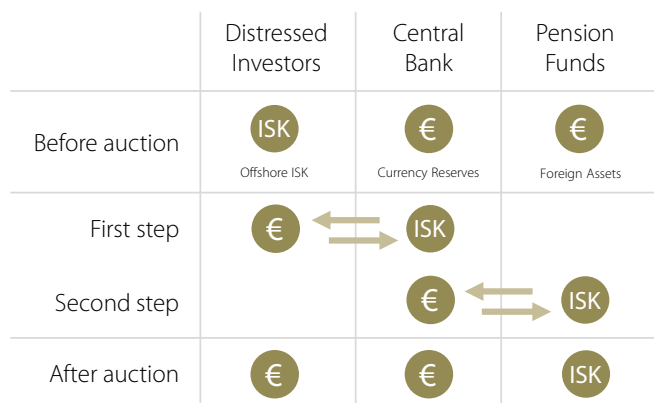 Distressed Investors
Central Bank
Pension Funds
Before auction
ISK
€
€
Offshore ISK
Currency Reserves
Foreign Assets
First step
€
ISK
Second step
€
ISK
After auction
€
€
ISK